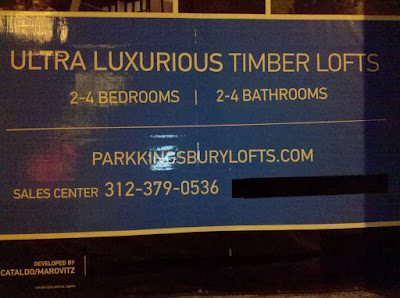 ULTRA LUXURIOUS TIMBER LOFTS
2-4 BEDROOMS | 2-4 BATHROOMS
PARKKINGSBURYLOFTS.COM
SALES CENTER 312-379-0536
DEVELOPED BY
CATALDO/MAROVITZ